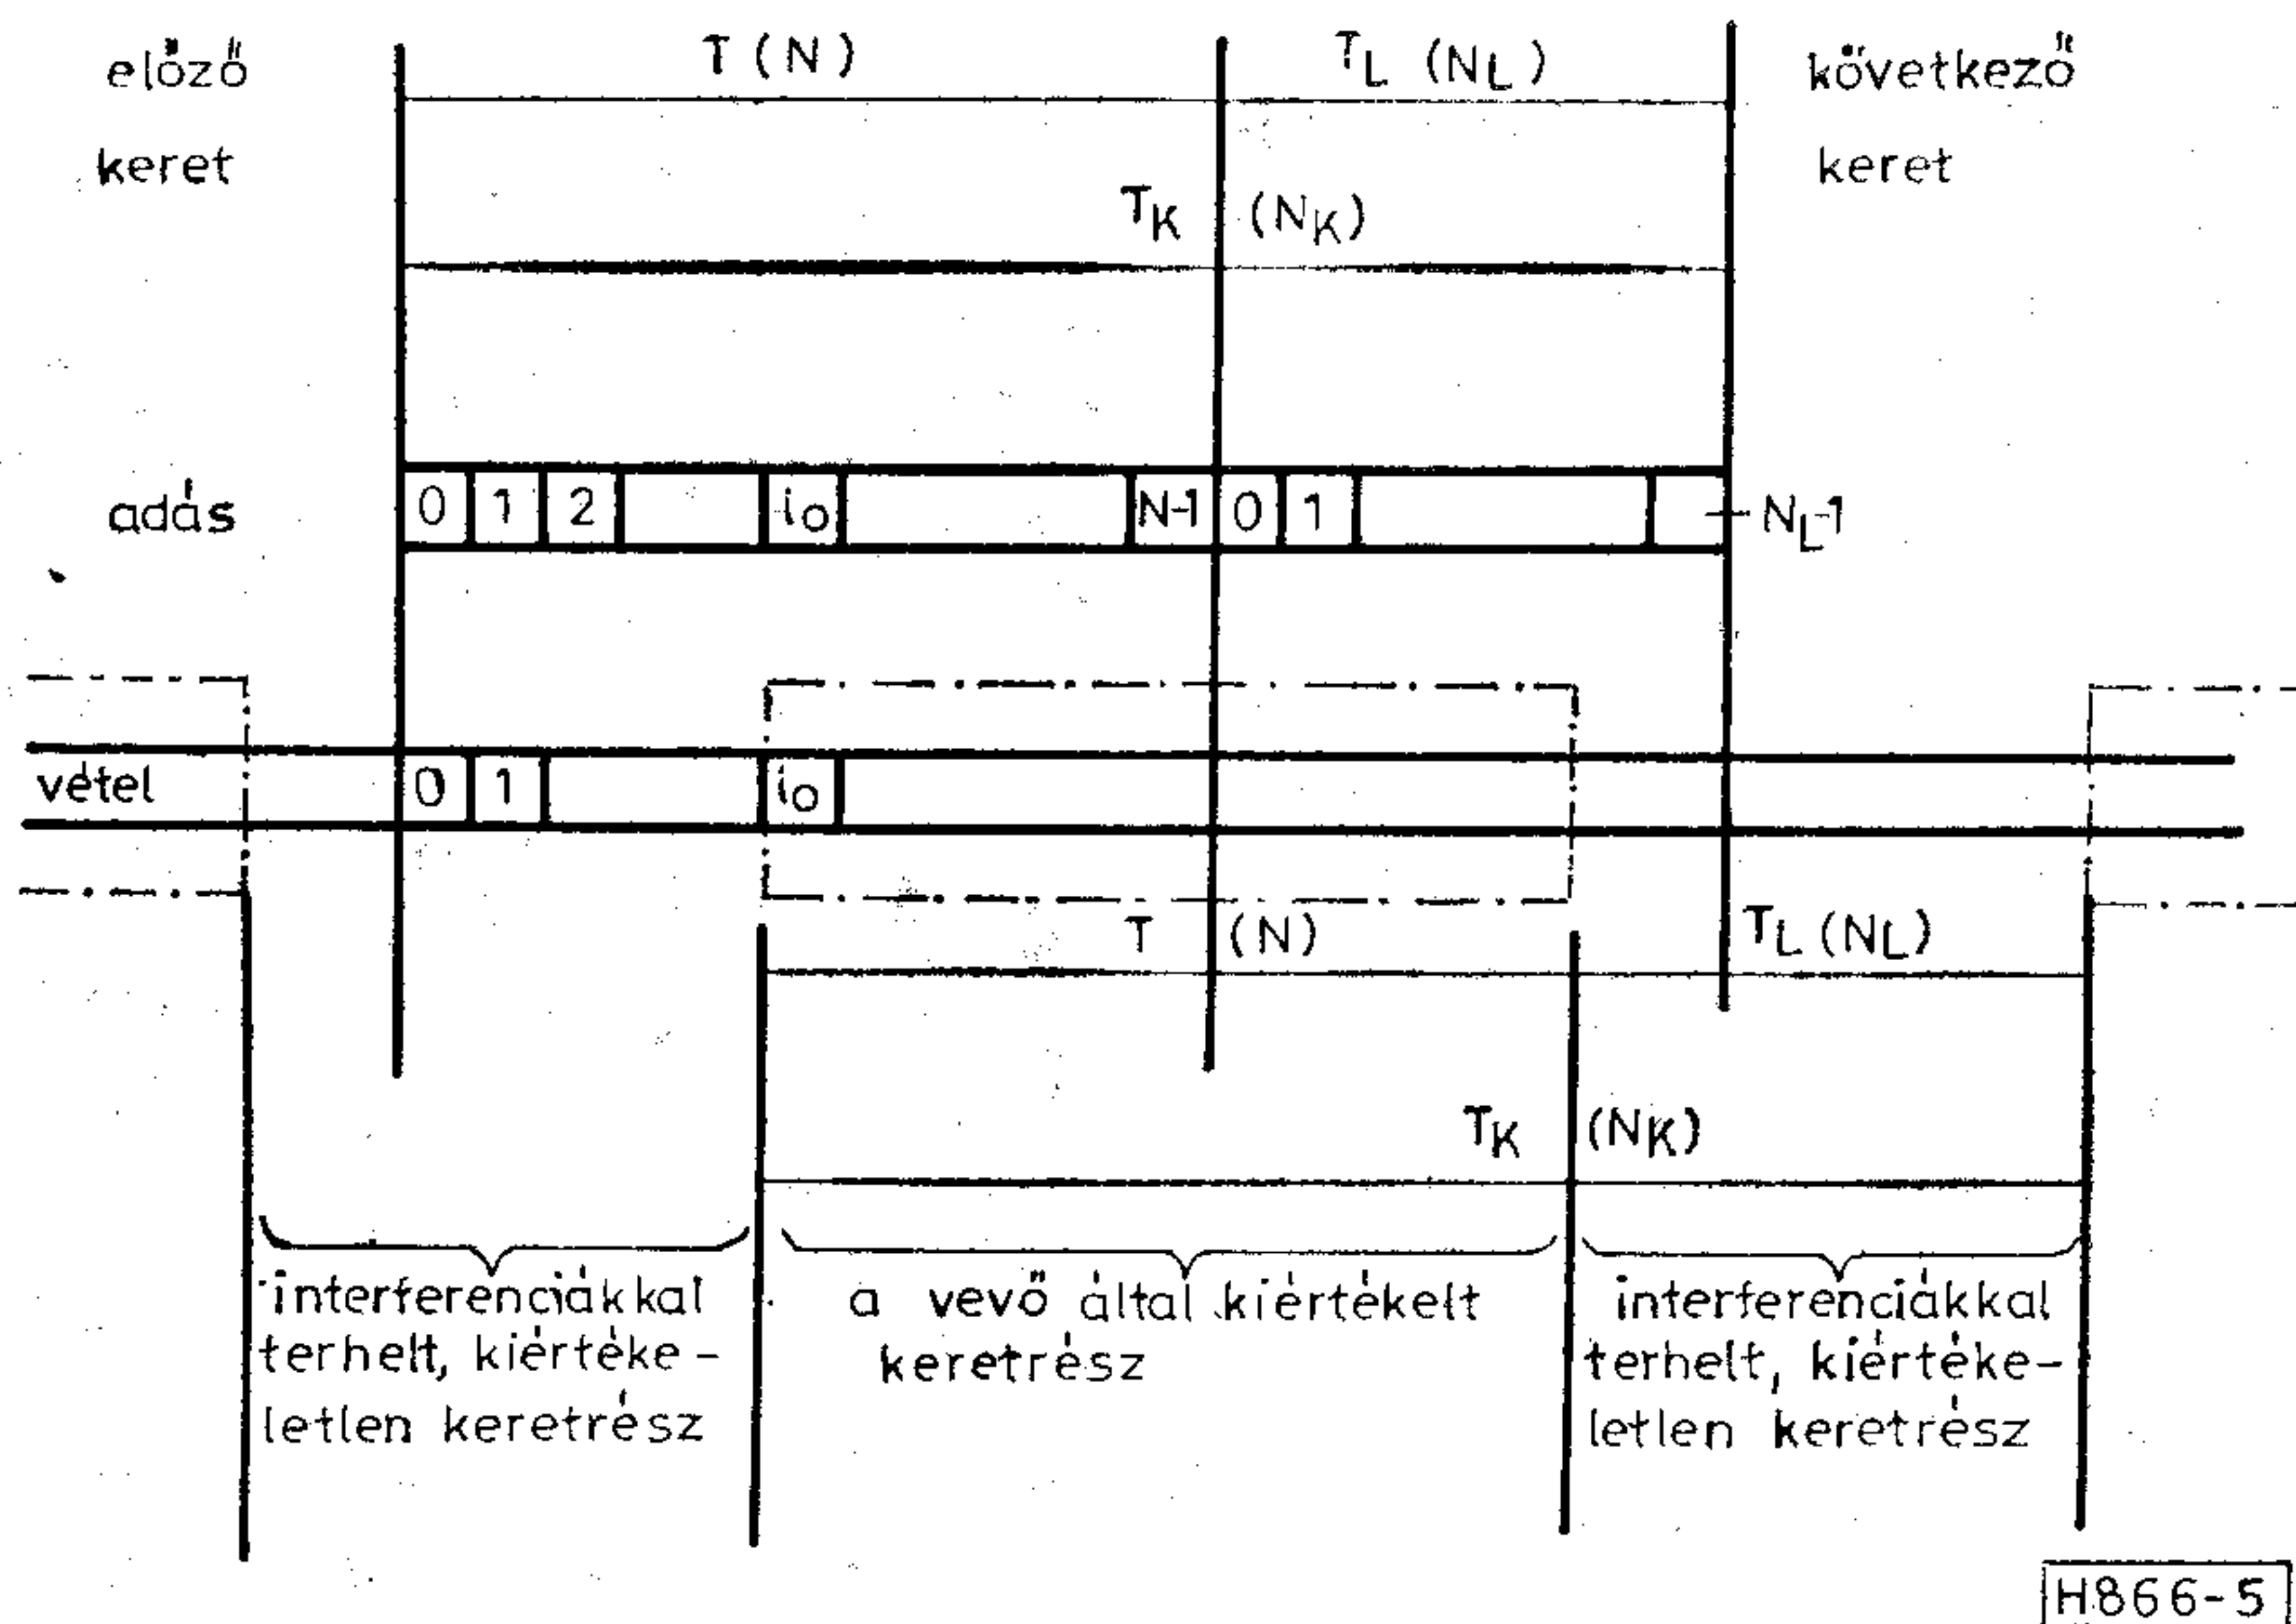 előző
keret
T (N)
T_L (N_L)
következő
keret
T_K (N_K)
adás
0 1 2 i_0 N-1 0 1 N_L-1
vétel
0 1 i_0
T (N)
T_L (N_L)
T_K (N_K)
interferenciákkal
terhelt, kiértéke-
letlen keretrész
a vevő által kiértékelt
keretrész
interferenciákkal
terhelt, kiértéke-
letlen keretrész
H866-5